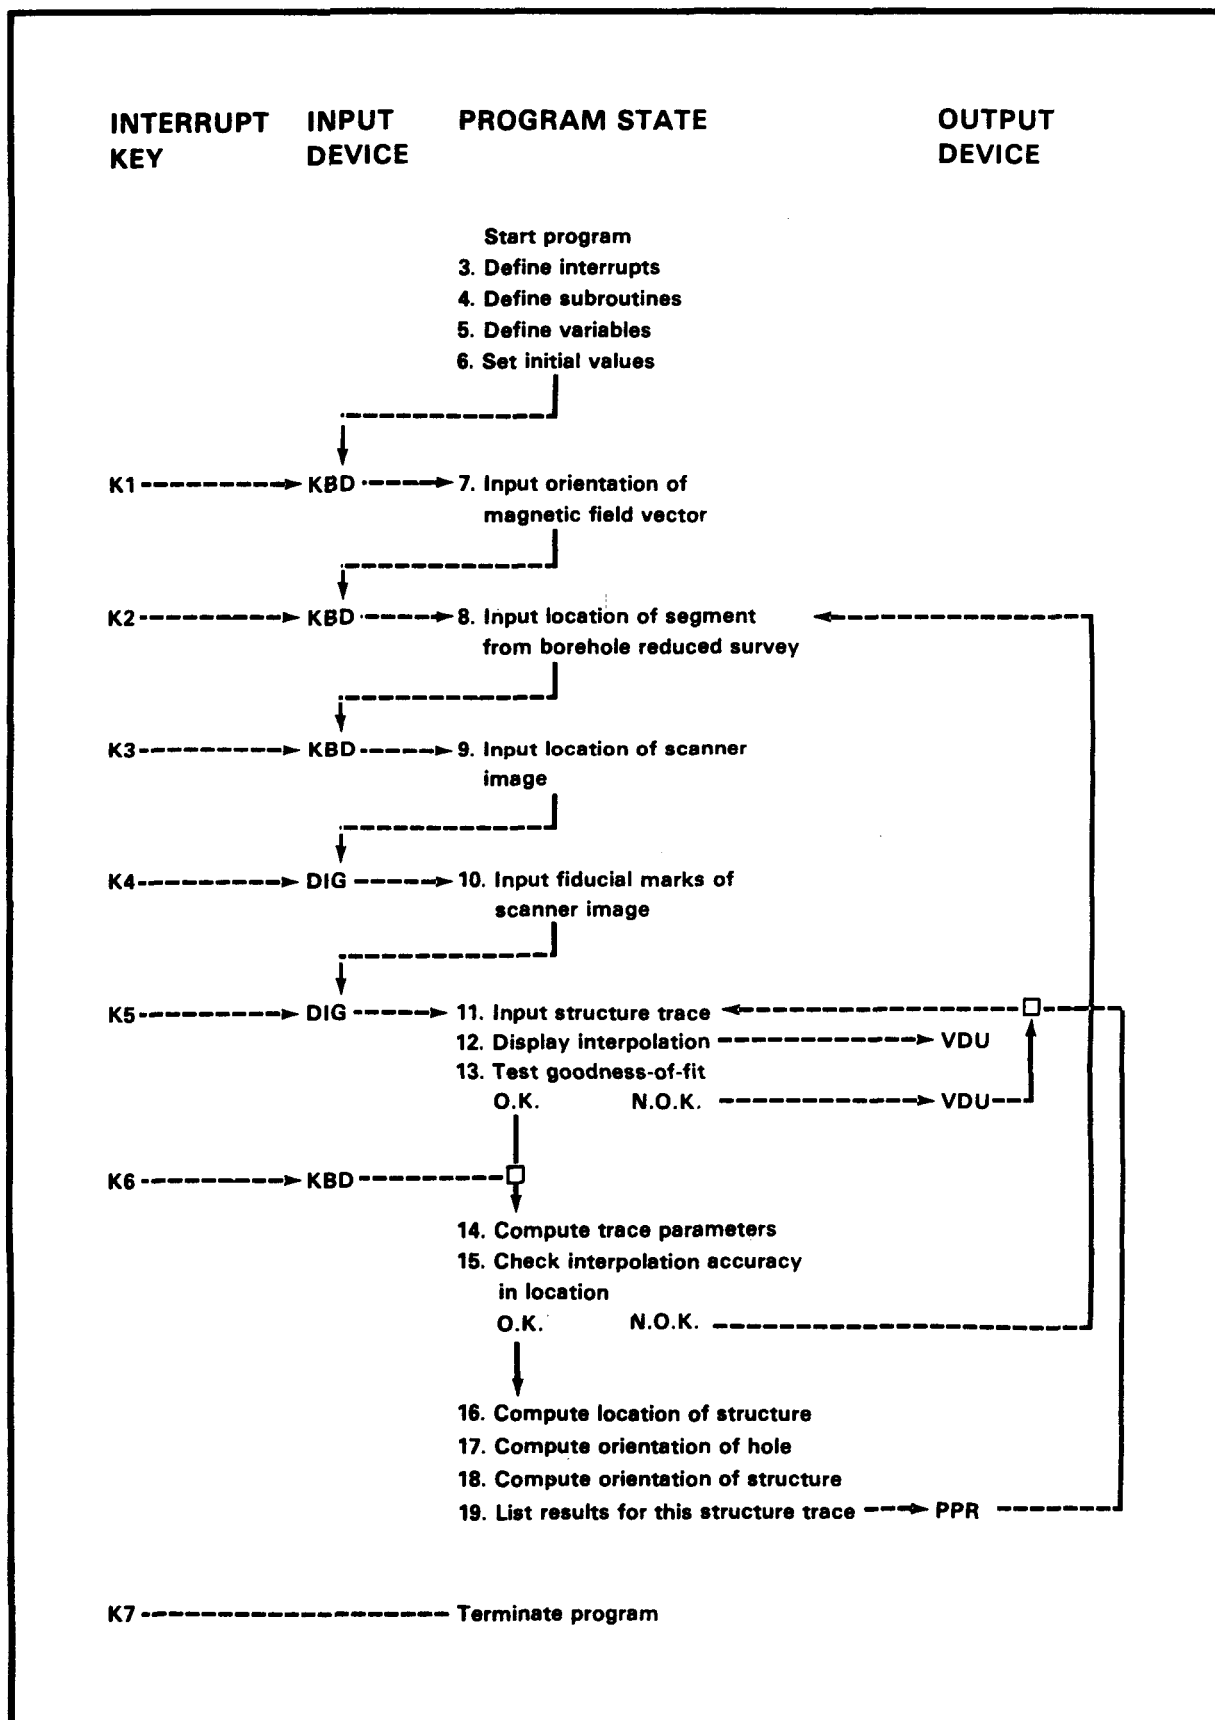 INTERRUPT KEY INPUT DEVICE PROGRAM STATE OUTPUT DEVICE
Start program
3. Define interrupts
4. Define subroutines
5. Define variables
6. Set initial values
K1 KBD 7. Input orientation of
magnetic field vector
K2 KBD 8. Input location of segment
from borehole reduced survey
K3 KBD 9. Input location of scanner
image
K4 DIG 10. Input fiducial marks of
scanner image
K5 DIG 11. Input structure trace
12. Display interpolation VDU
13. Test goodness-of-fit
O.K. N.O.K. VDU
K6 KBD
14. Compute trace parameters
15. Check interpolation accuracy
in location
O.K. N.O.K.
16. Compute location of structure
17. Compute orientation of hole
18. Compute orientation of structure
19. List results for this structure trace PPR
K7 Terminate program